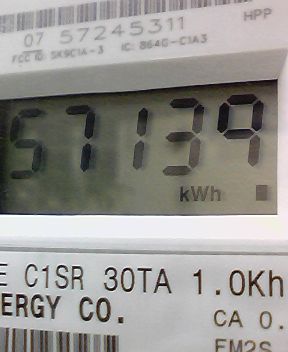 HPP
07 57245311
FCC ID: SK9C1A-3 IC: 864G-C1A3
57139
kWh
E C1SR 30TA 1.0Kh
ERGY CO.
CA 0.
FM2S